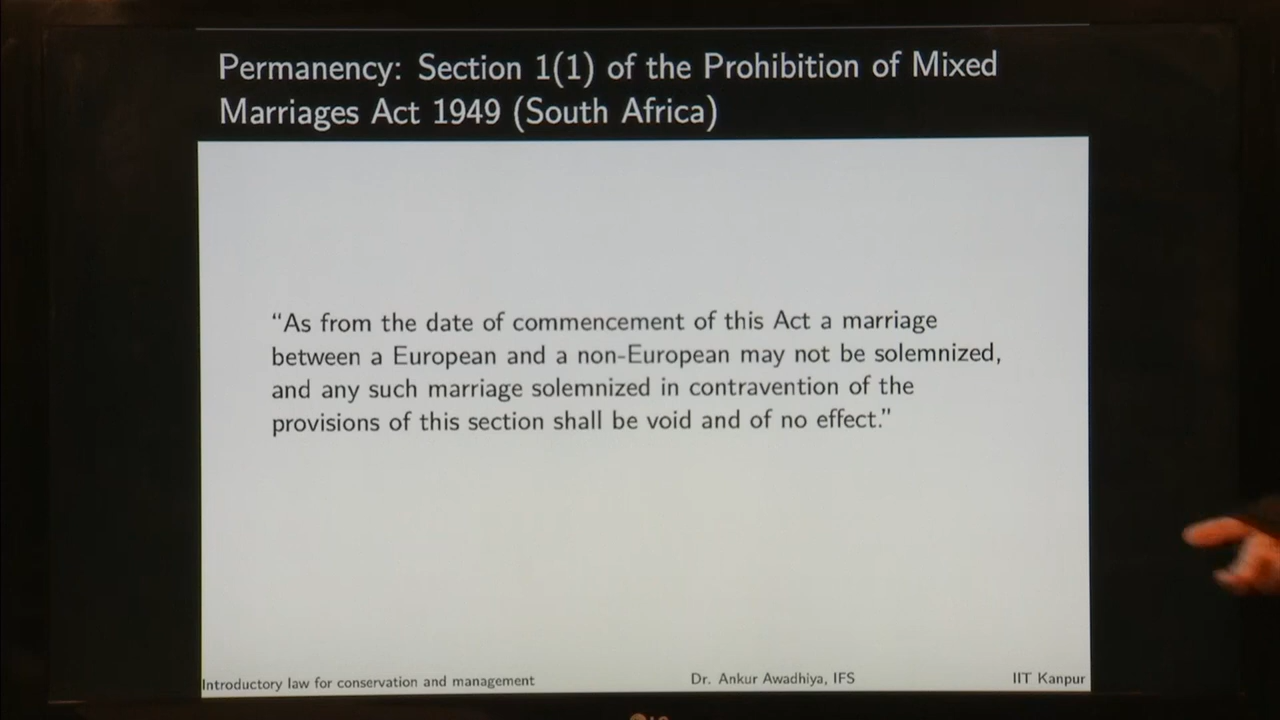 Permanency: Section 1(1) of the Prohibition of Mixed
Marriages Act 1949 (South Africa)
“As from the date of commencement of this Act a marriage
between a European and a non-European may not be solemnized,
and any such marriage solemnized in contravention of the
provisions of this section shall be void and of no effect.”
Introductory law for conservation and management Dr. Ankur Awadhiya, IFS IIT Kanpur